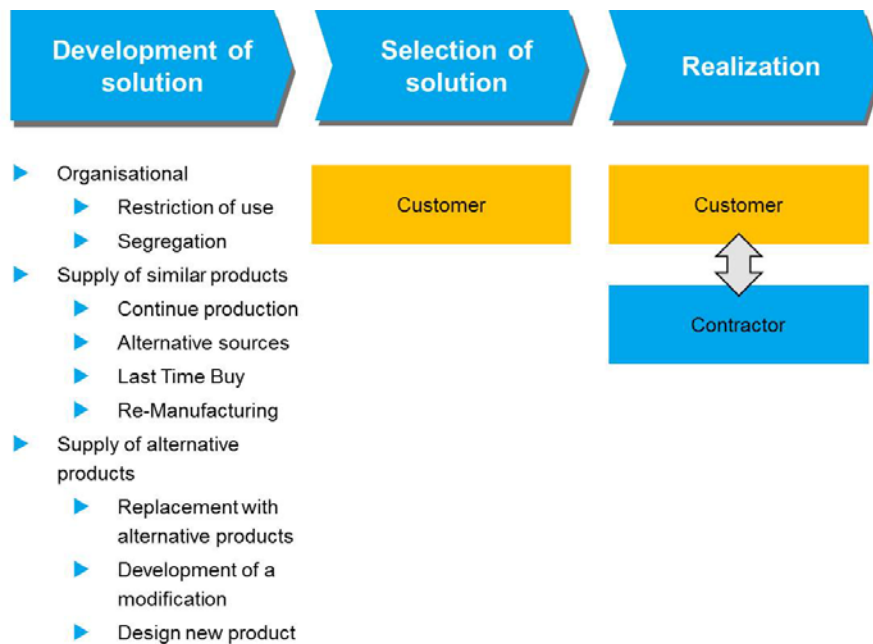 Development of
solution
Selection of
solution
Realization
Organisational
Restriction of use
Segregation
Supply of similar products
Continue production
Alternative sources
Last Time Buy
Re-Manufacturing
Supply of alternative
products
Replacement with
alternative products
Development of a
modification
Design new product
Customer
Customer
Contractor